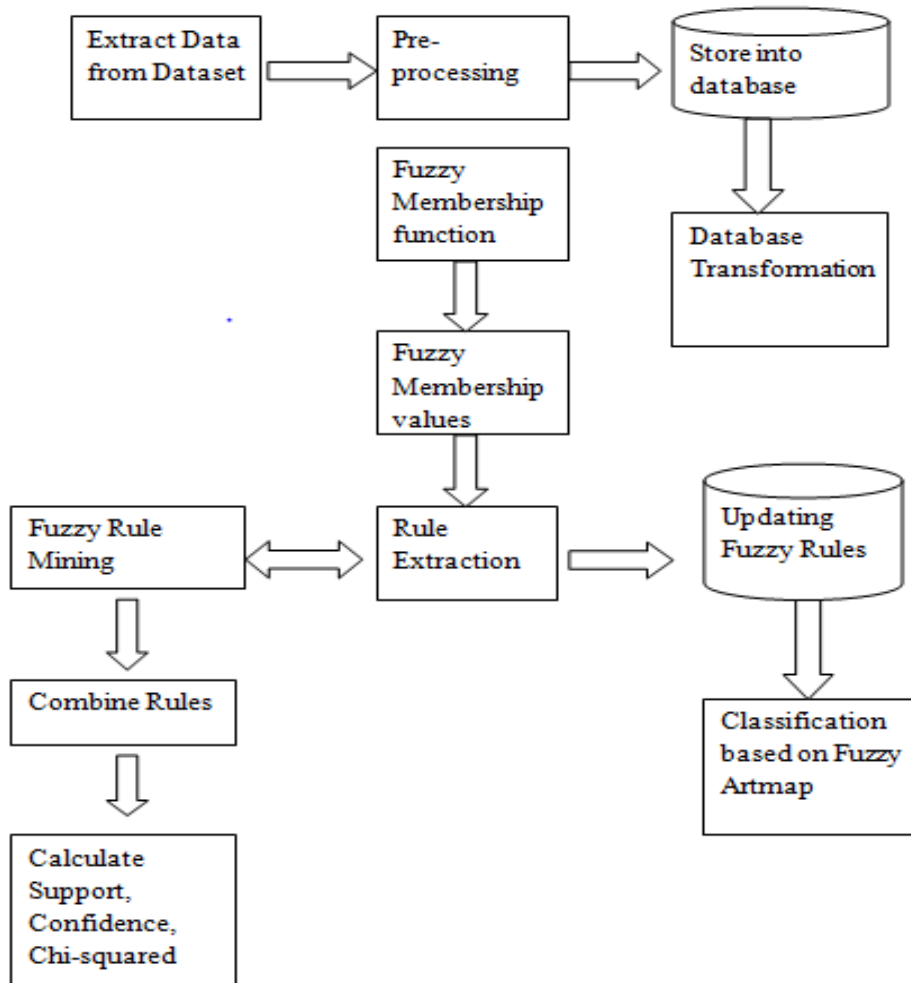 Extract Data
from Dataset
Pre-
processing
Store into
database
Fuzzy
Membership
function
Database
Transformation
Fuzzy
Membership
values
Fuzzy Rule
Mining
Rule
Extraction
Updating
Fuzzy Rules
Combine Rules
Classification
based on Fuzzy
Artmap
Calculate
Support,
Confidence,
Chi-squared